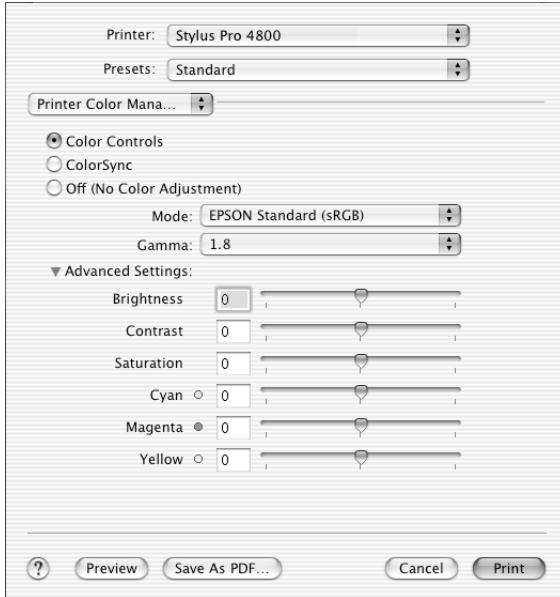 Printer: Stylus Pro 4800
Presets: Standard
Printer Color Mana...
Color Controls
ColorSync
Off (No Color Adjustment)
Mode: EPSON Standard (sRGB)
Gamma: 1.8
Advanced Settings:
Brightness 0
Contrast 0
Saturation 0
Cyan 0
Magenta 0
Yellow 0
? Preview Save As PDF... Cancel Print